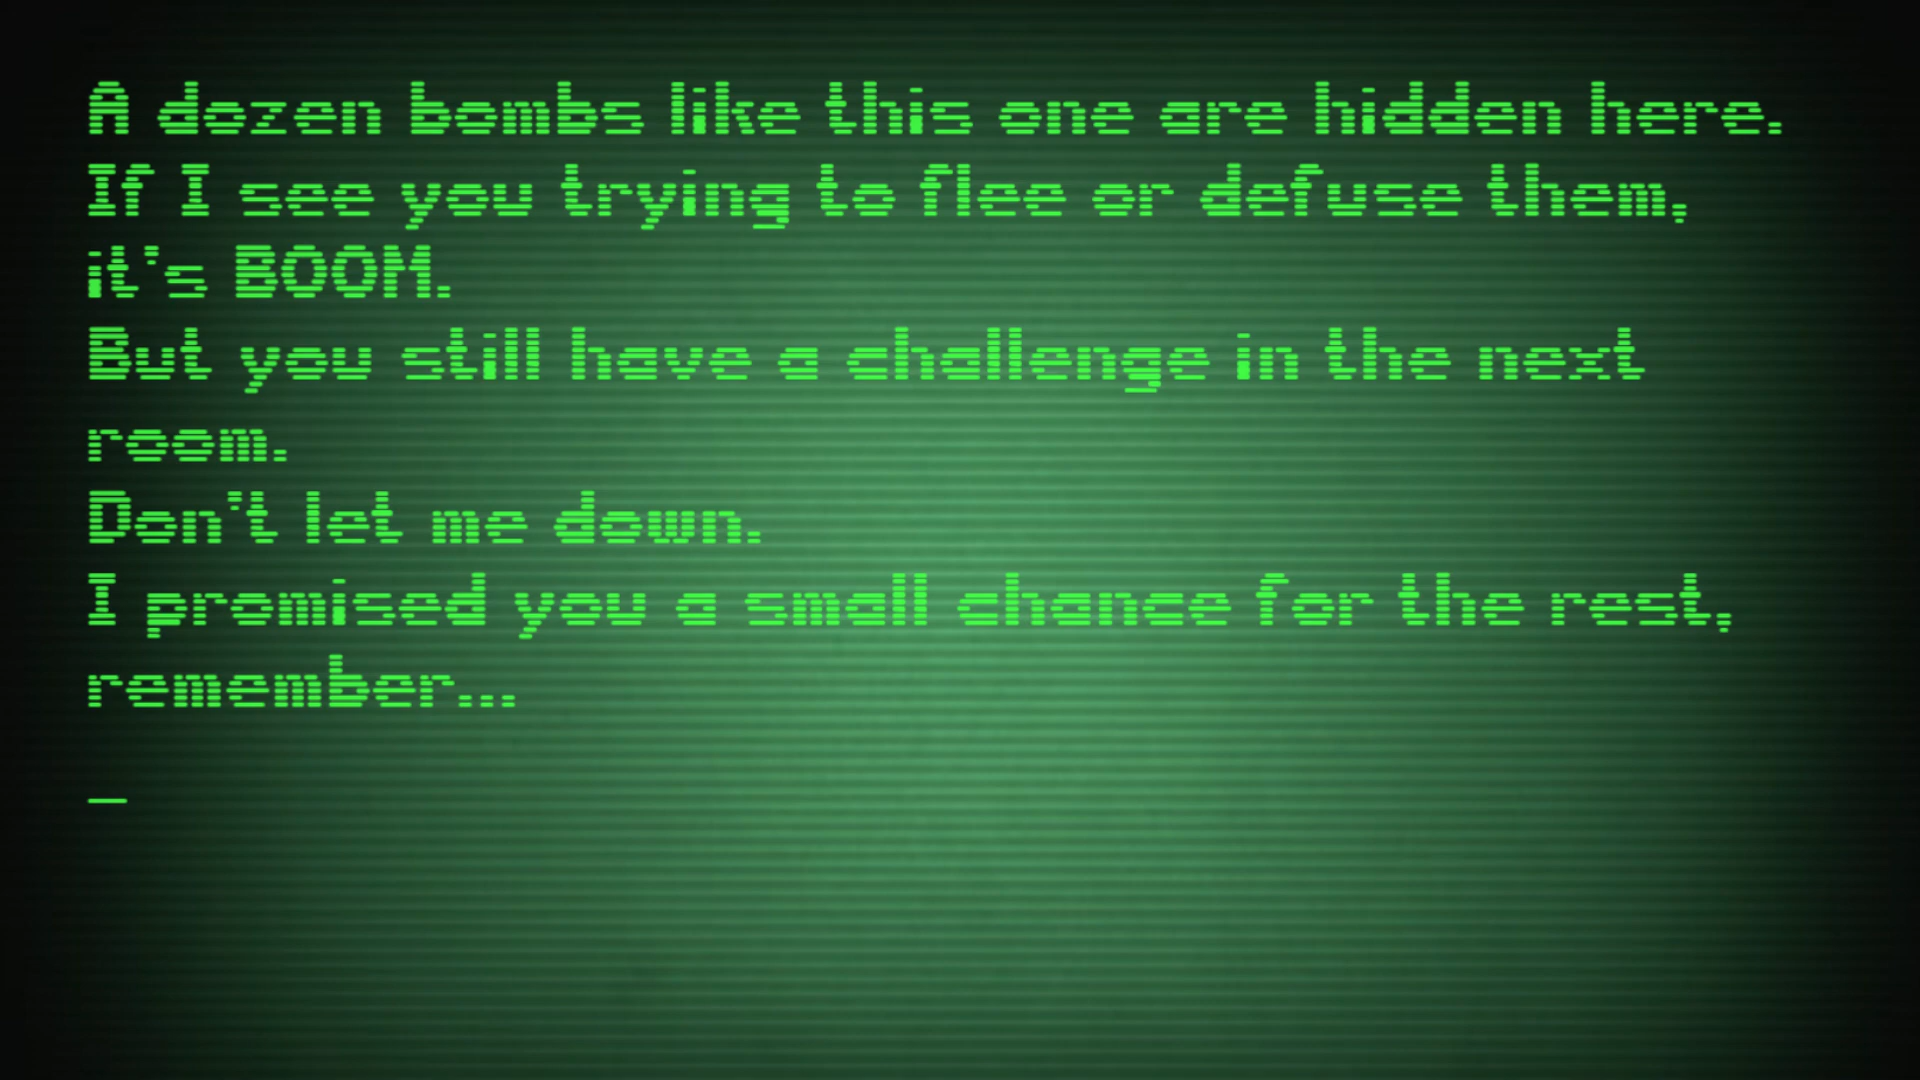 A dozen bombs like this one are hidden here.
If I see you trying to flee or defuse them,
it's BOOM.
But you still have a challenge in the next
room.
Don't let me down.
I promised you a small chance for the rest,
remember...
_